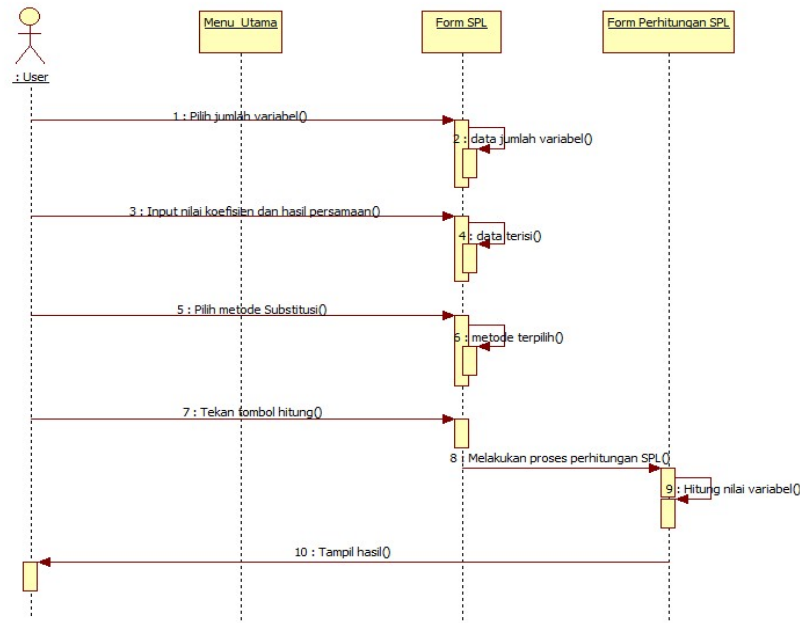 Menu_Utama
Form SPL
Form Perhitungan SPL
: User
1 : Pilih jumlah variabel()
2 : data jumlah variabel()
3 : Input nilai koefisien dan hasil persamaan()
4 : data terisi()
5 : Pilih metode Substitusi()
6 : metode terpilih()
7 : Tekan tombol hitung()
8 : Melakukan proses perhitungan SPL()
9 : Hitung nilai variabel()
10 : Tampil hasil()